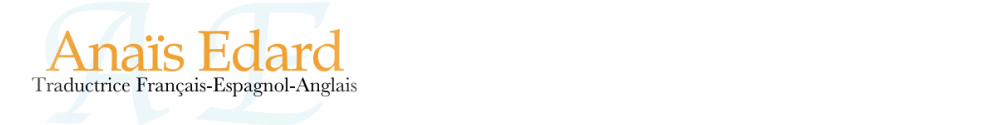 Anaïs Edard
Traductrice Français-Espagnol-Anglais